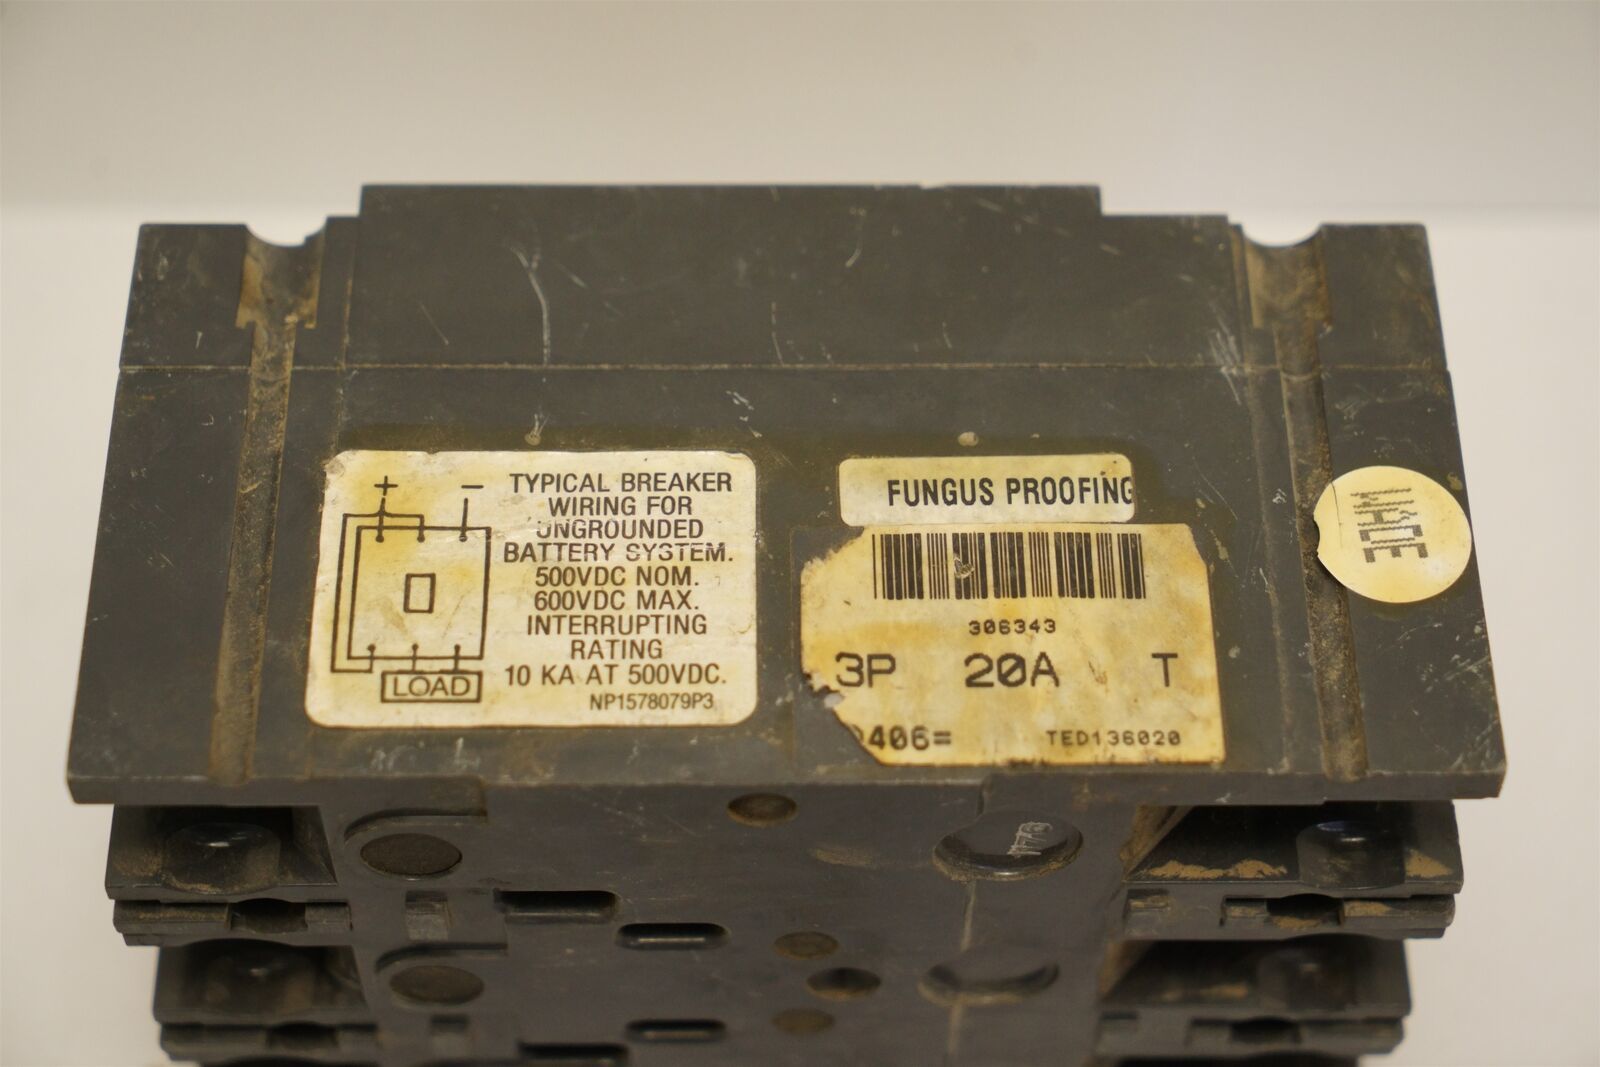 + −
TYPICAL BREAKER
WIRING FOR
UNGROUNDED
BATTERY SYSTEM.
500VDC NOM.
600VDC MAX.
INTERRUPTING
RATING
10 KA AT 500VDC.
NP1578079P3
LOAD
FUNGUS PROOFING
306343
3P 20A T
406= TED136020